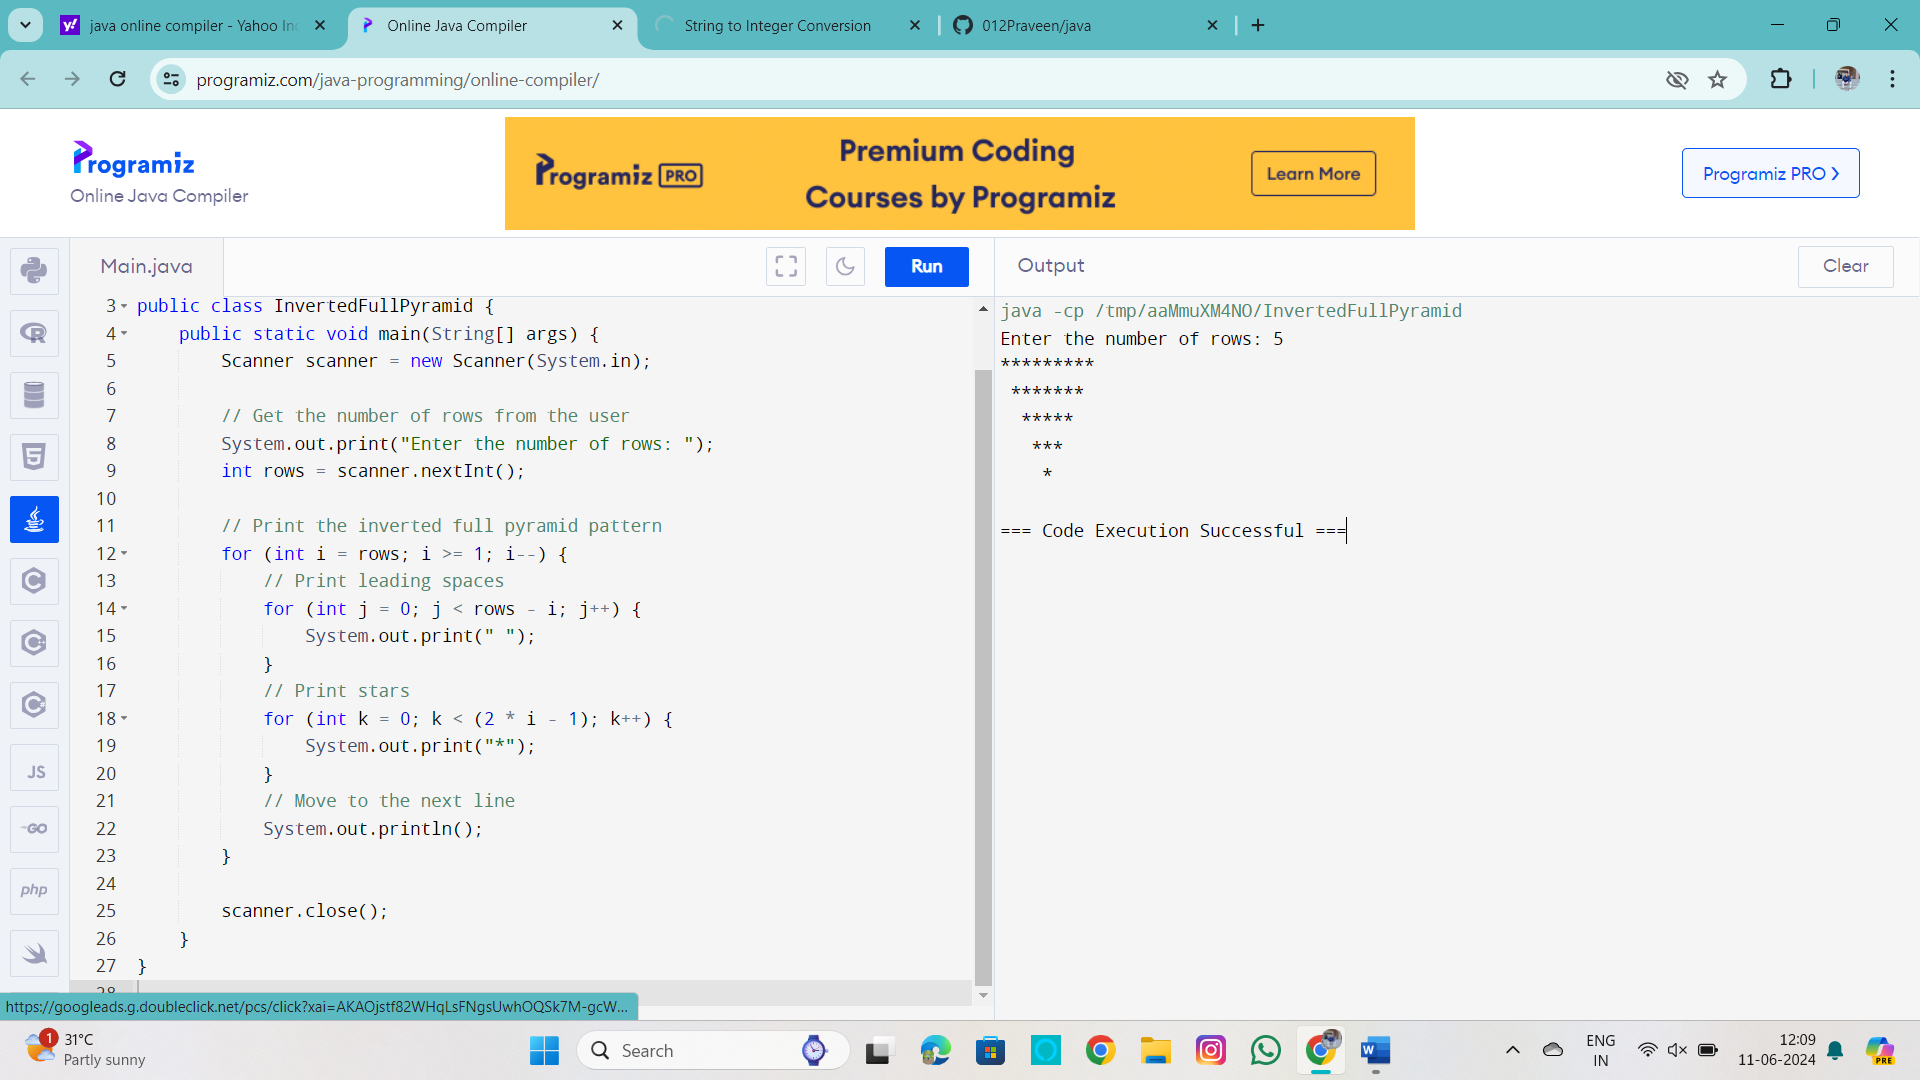 java online compiler - Yahoo In
Online Java Compiler
String to Integer Conversion
012Praveen/java
programiz.com/java-programming/online-compiler/
Programiz
Online Java Compiler
Programiz PRO
Premium Coding
Courses by Programiz
Learn More
Programiz PRO
Main.java
Run
Output
Clear
3 public class InvertedFullPyramid {
4 public static void main(String[] args) {
5 Scanner scanner = new Scanner(System.in);
6
7 // Get the number of rows from the user
8 System.out.print("Enter the number of rows: ");
9 int rows = scanner.nextInt();
10
11 // Print the inverted full pyramid pattern
12 for (int i = rows; i >= 1; i--) {
13 // Print leading spaces
14 for (int j = 0; j < rows - i; j++) {
15 System.out.print(" ");
16 }
17 // Print stars
18 for (int k = 0; k < (2 * i - 1); k++) {
19 System.out.print("*");
20 }
21 // Move to the next line
22 System.out.println();
23 }
24
25 scanner.close();
26 }
27 }
28
java -cp /tmp/aaMmuXM4NO/InvertedFullPyramid
Enter the number of rows: 5
*********
*******
*****
***
*
=== Code Execution Successful ===
JS
GO
php
https://googleads.g.doubleclick.net/pcs/click?xai=AKAOjstf82WHqLsFNgsUwhOQSk7M-gcW...
1
31°C
Partly sunny
Search
ENG
IN
12:09
11-06-2024
PRE